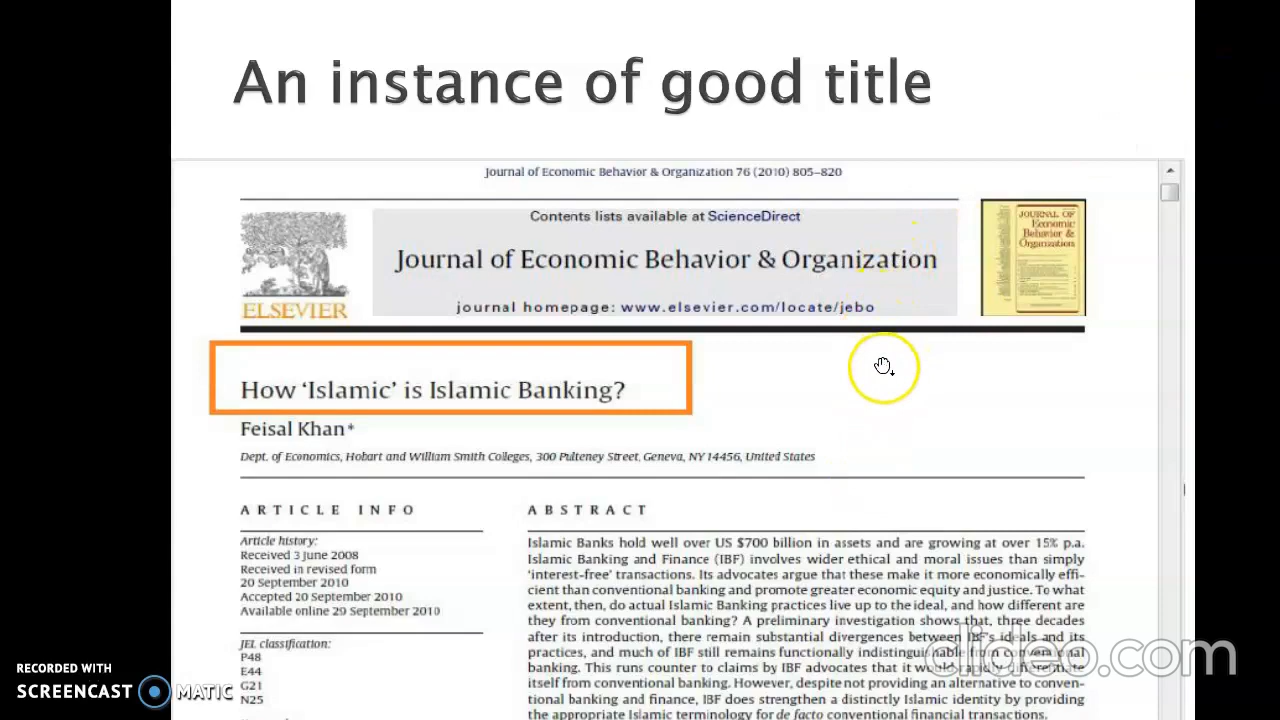 An instance of good title
Journal of Economic Behavior & Organization 76 (2010) 805–820
Contents lists available at ScienceDirect
Journal of Economic Behavior & Organization
journal homepage: www.elsevier.com/locate/jebo
ELSEVIER
JOURNAL OF
Economic
Behavior &
Organization
How ‘Islamic’ is Islamic Banking?
Feisal Khan*
Dept. of Economics, Hobart and William Smith Colleges, 300 Pulteney Street, Geneva, NY 14456, United States
ARTICLE INFO
Article history:
Received 3 June 2008
Received in revised form
20 September 2010
Accepted 20 September 2010
Available online 29 September 2010
JEL classification:
P48
E44
G21
N25
ABSTRACT
Islamic Banks hold well over US $700 billion in assets and are growing at over 15% p.a.
Islamic Banking and Finance (IBF) involves wider ethical and moral issues than simply
‘interest-free’ transactions. Its advocates argue that these make it more economically effi-
cient than conventional banking and promote greater economic equity and justice. To what
extent, then, do actual Islamic Banking practices live up to the ideal, and how different are
they from conventional banking? A preliminary investigation shows that, three decades
after its introduction, there remain substantial divergences between IBF's ideals and its
practices, and much of IBF still remains functionally indistinguishable from conventional
banking. This runs counter to claims by IBF advocates that it would rapidly differentiate
itself from conventional banking. However, despite not providing an alternative to conven-
tional banking and finance, IBF does strengthen a distinctly Islamic identity by providing
the appropriate Islamic terminology for de facto conventional financial transactions.
clideo.com
RECORDED WITH
SCREENCAST MATIC